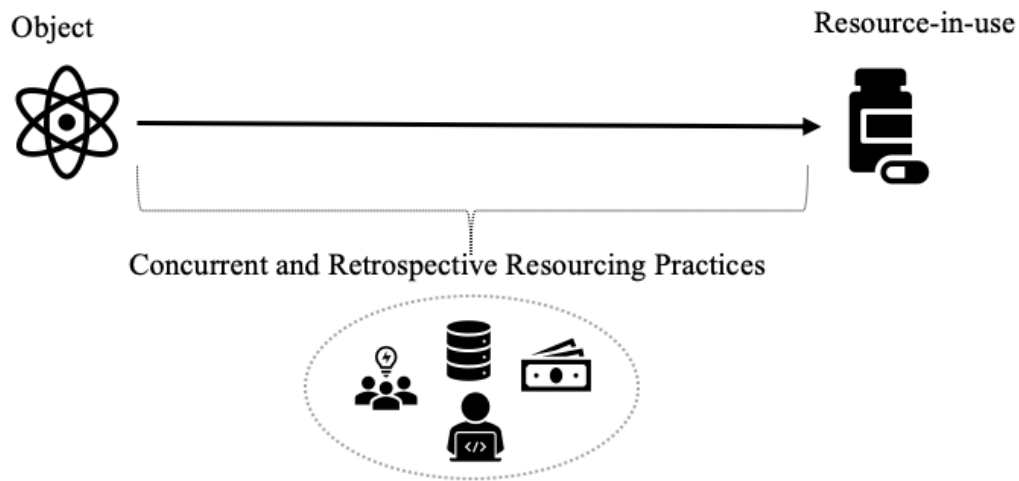 Object
Resource-in-use
Concurrent and Retrospective Resourcing Practices
</>